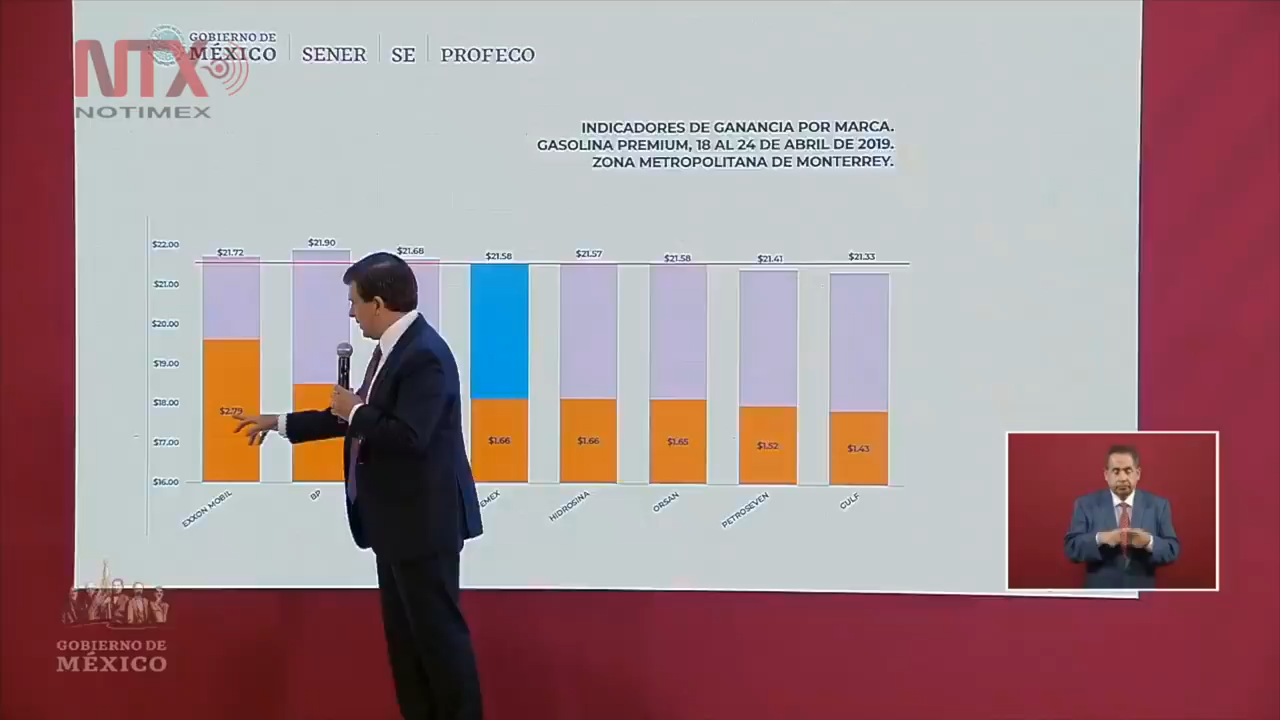 GOBIERNO DE
MÉXICO
SENER
SE
PROFECO
NTX
NOTIMEX
INDICADORES DE GANANCIA POR MARCA.
GASOLINA PREMIUM, 18 AL 24 DE ABRIL DE 2019.
ZONA METROPOLITANA DE MONTERREY.
$22.00
$21.00
$20.00
$19.00
$18.00
$17.00
$16.00
$21.72
$21.90
$21.68
$21.58
$21.57
$21.58
$21.41
$21.33
$2.79
$1.66
$1.66
$1.65
$1.52
$1.43
EXXON MOBIL
BP
EMEX
HIDROSINA
ORSAN
PETROSEVEN
GULF
GOBIERNO DE
MÉXICO